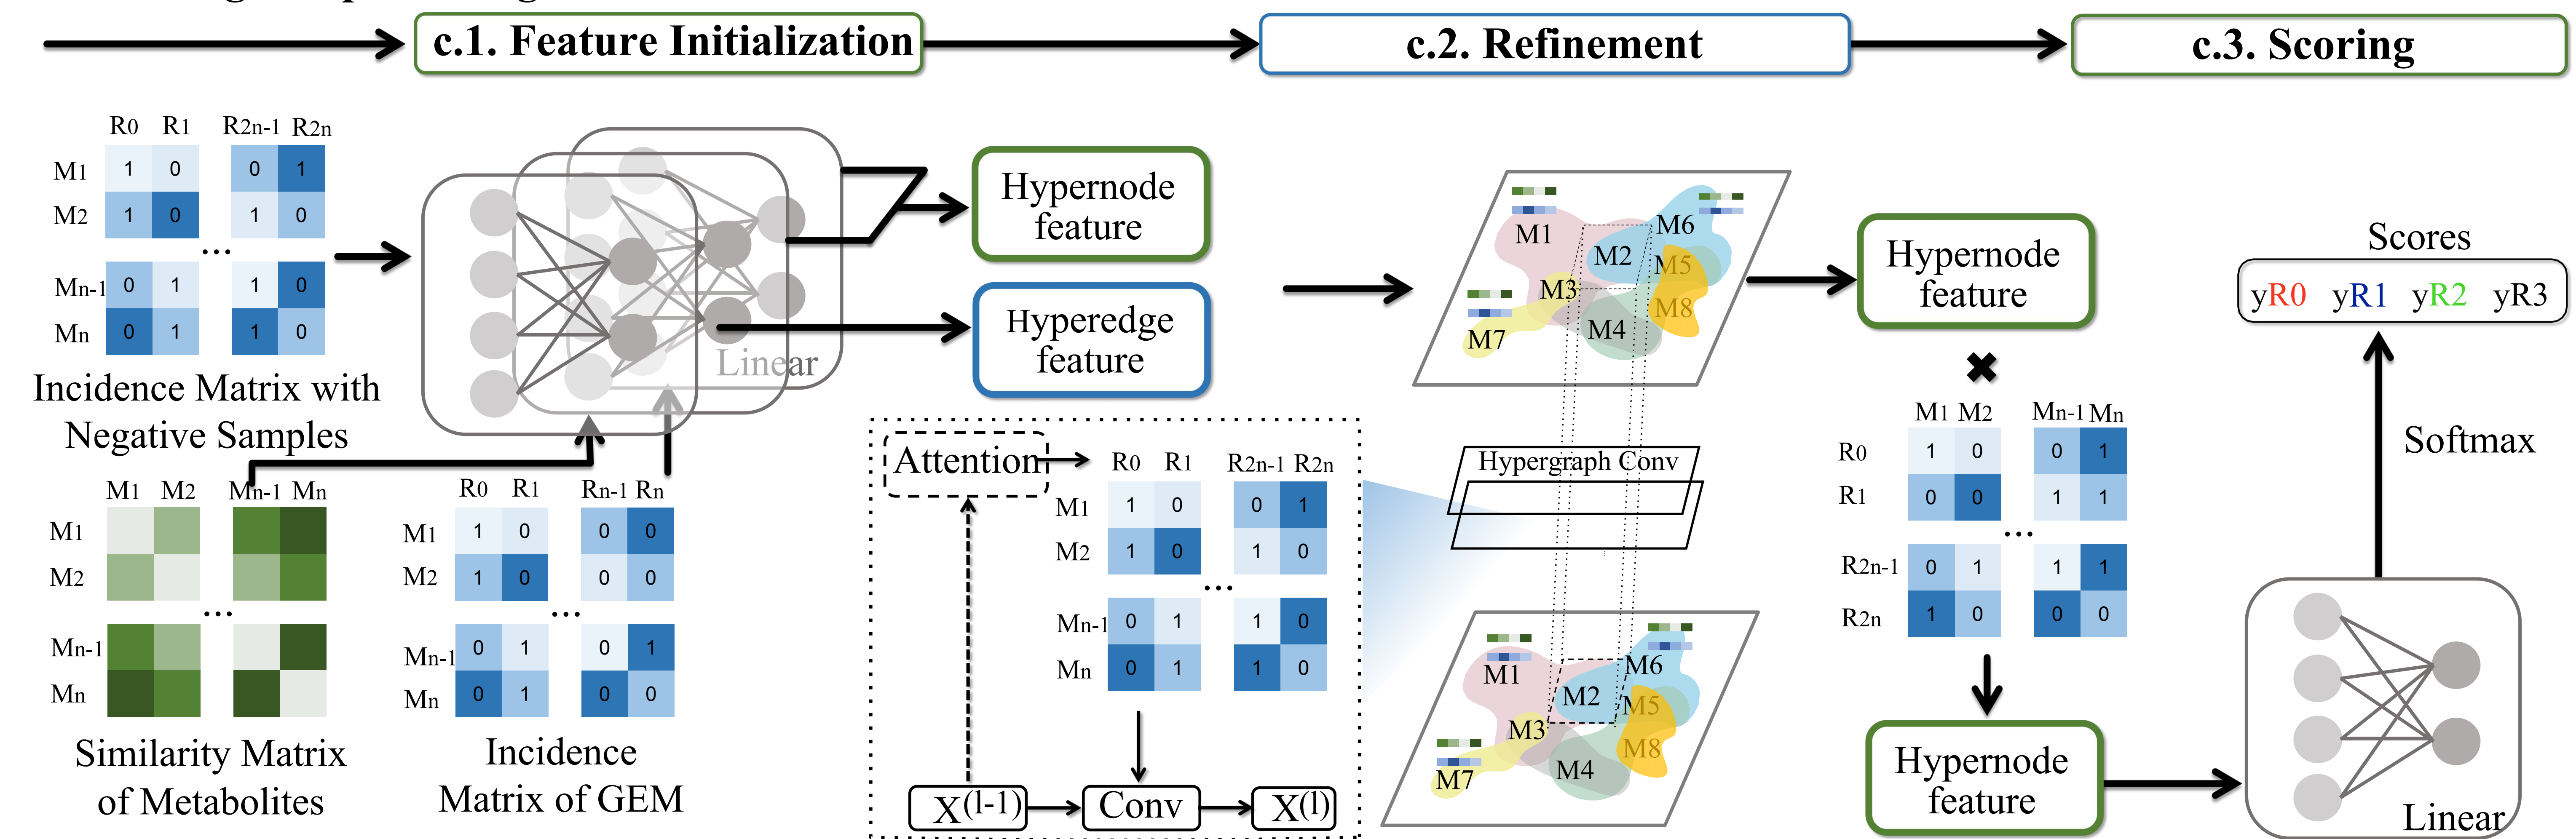 c.1. Feature Initialization
c.2. Refinement
c.3. Scoring
R0 R1 R2n-1 R2n
M1 1 0 0 1
M2 1 0 1 0
...
Mn-1 0 1 1 0
Mn 0 1 1 0
Incidence Matrix with
Negative Samples
M1 M2 Mn-1 Mn
M1
M2
...
Mn-1
Mn
Similarity Matrix
of Metabolites
R0 R1 Rn-1 Rn
M1 1 0 0 0
M2 1 0 0 0
...
Mn-1 0 1 0 1
Mn 0 1 0 0
Incidence
Matrix of GEM
Linear
Hypernode
feature
Hyperedge
feature
Attention
R0 R1 R2n-1 R2n
M1 1 0 0 1
M2 1 0 1 0
...
Mn-1 0 1 1 0
Mn 0 1 1 0
X(l-1) Conv X(l)
M1 M2 M6
M3 M5
M7 M4 M8
Hypergraph Conv
M1 M2 M6
M3 M5
M7 M4 M8
Hypernode
feature
✖
M1 M2 Mn-1 Mn
R0 1 0 0 1
R1 0 0 1 1
...
R2n-1 0 1 1 1
R2n 1 0 0 0
Hypernode
feature
Scores
yR0 yR1 yR2 yR3
Softmax
Linear